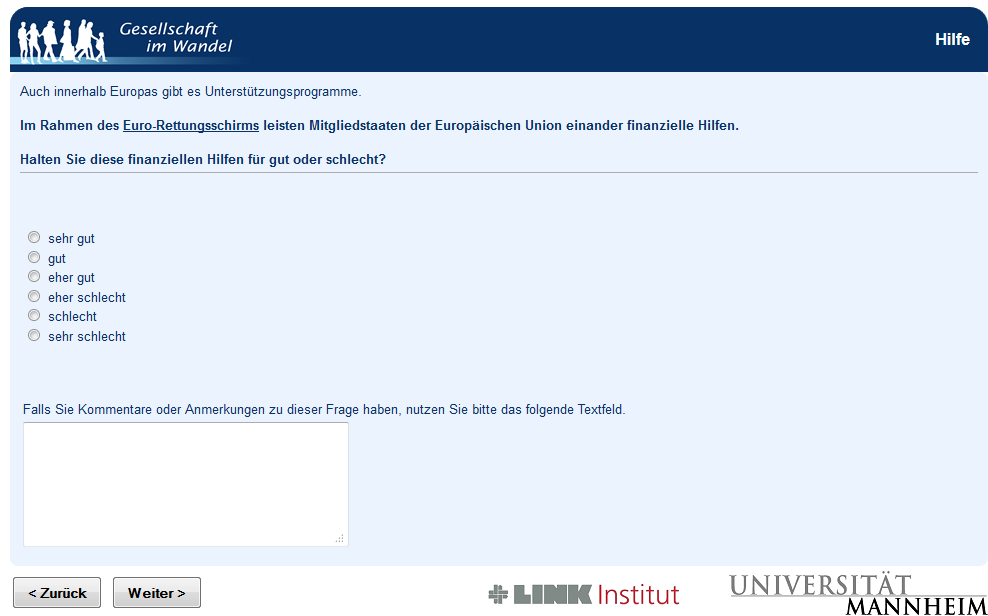 Gesellschaft
im Wandel
Hilfe
Auch innerhalb Europas gibt es Unterstützungsprogramme.
Im Rahmen des Euro-Rettungsschirms leisten Mitgliedstaaten der Europäischen Union einander finanzielle Hilfen.
Halten Sie diese finanziellen Hilfen für gut oder schlecht?
sehr gut
gut
eher gut
eher schlecht
schlecht
sehr schlecht
Falls Sie Kommentare oder Anmerkungen zu dieser Frage haben, nutzen Sie bitte das folgende Textfeld.
< Zurück
Weiter >
LINK Institut
UNIVERSITÄT
MANNHEIM